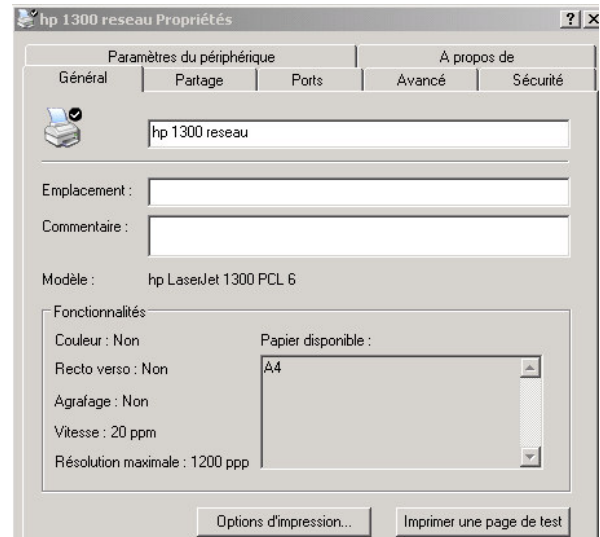 hp 1300 reseau Propriétés
Paramètres du périphérique
A propos de
Général
Partage
Ports
Avancé
Sécurité
hp 1300 reseau
Emplacement :
Commentaire :
Modèle : hp LaserJet 1300 PCL 6
Fonctionnalités
Couleur : Non
Papier disponible :
Recto verso : Non
A4
Agrafage : Non
Vitesse : 20 ppm
Résolution maximale : 1200 ppp
Options d'impression...
Imprimer une page de test